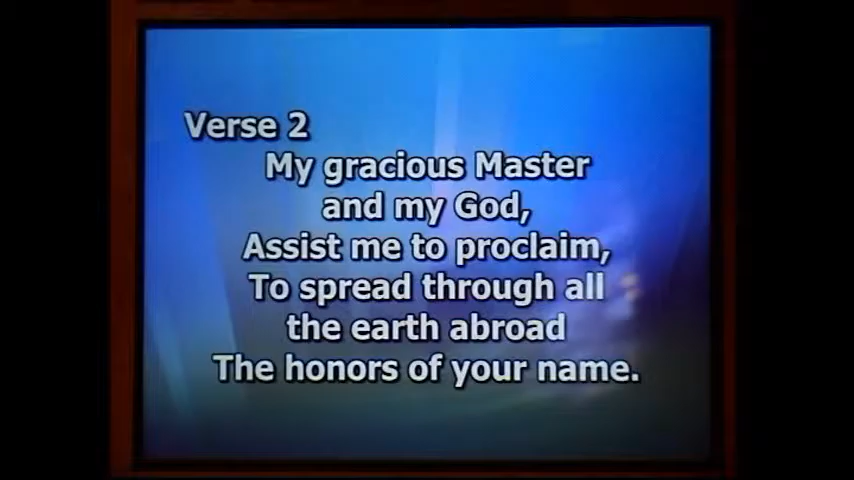 Verse 2
My gracious Master
and my God,
Assist me to proclaim,
To spread through all
the earth abroad
The honors of your name.